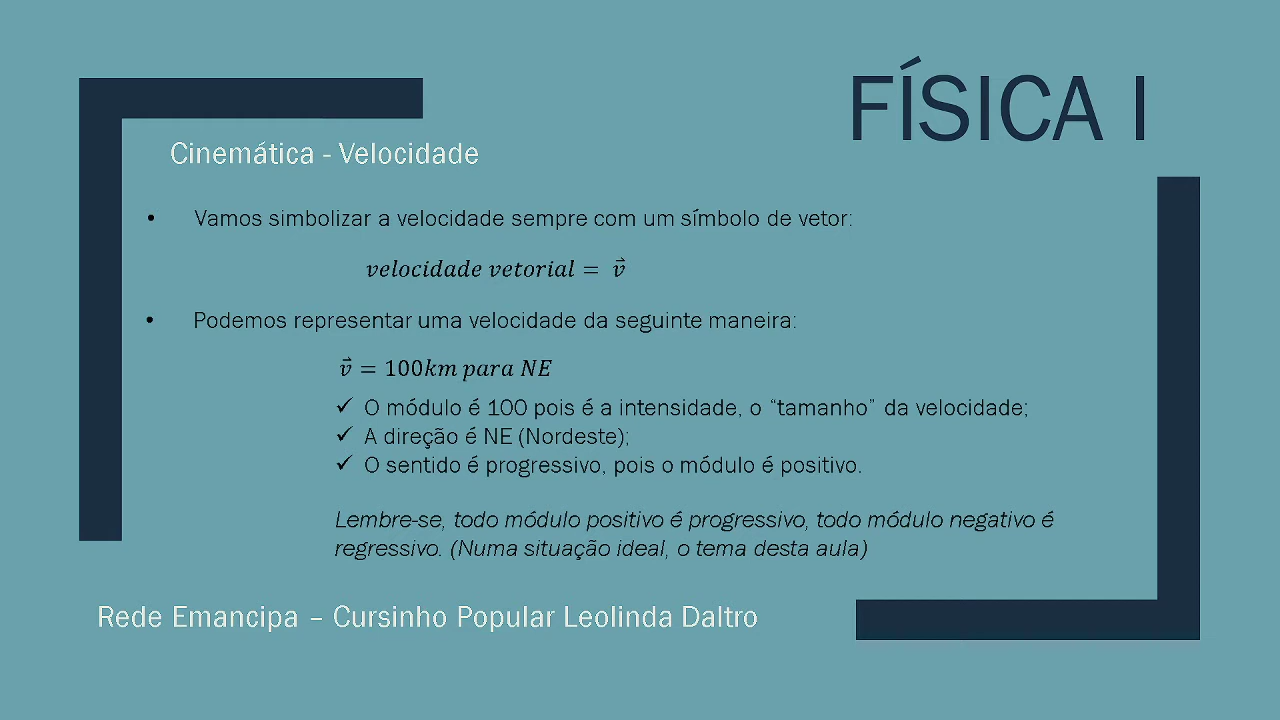 FÍSICA I
Cinemática - Velocidade
• Vamos simbolizar a velocidade sempre com um símbolo de vetor:
velocidade vetorial = v⃗
• Podemos representar uma velocidade da seguinte maneira:
v⃗ = 100km para NE
✓ O módulo é 100 pois é a intensidade, o “tamanho” da velocidade;
✓ A direção é NE (Nordeste);
✓ O sentido é progressivo, pois o módulo é positivo.
Lembre-se, todo módulo positivo é progressivo, todo módulo negativo é
regressivo. (Numa situação ideal, o tema desta aula)
Rede Emancipa – Cursinho Popular Leolinda Daltro